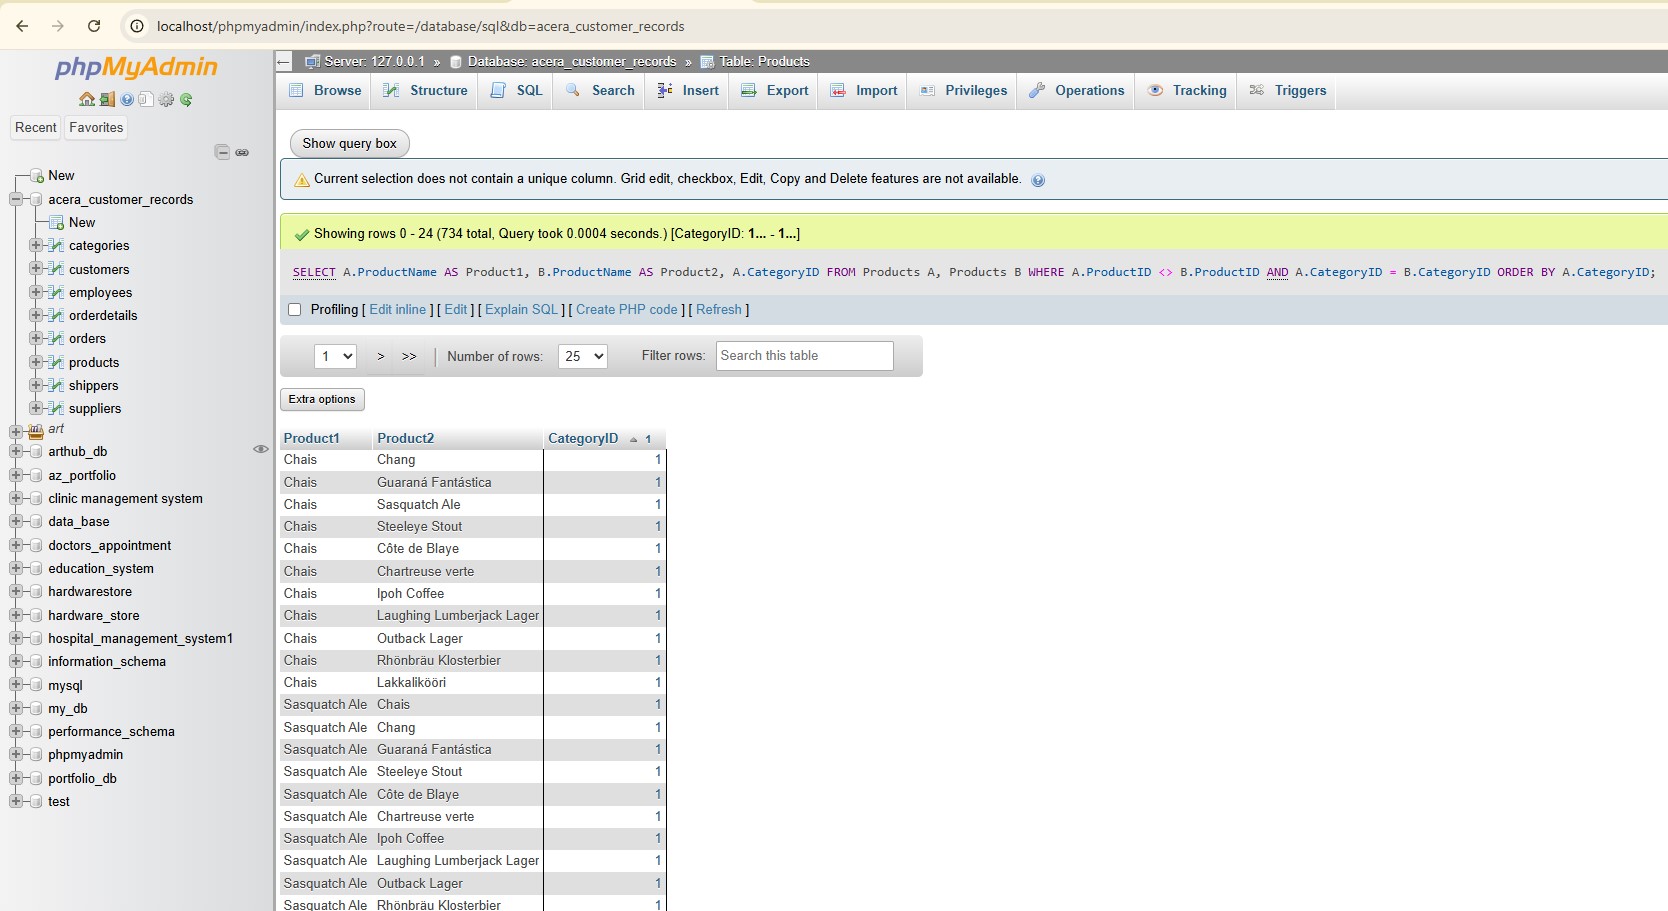 localhost/phpmyadmin/index.php?route=/database/sql&db=acera_customer_records
phpMyAdmin
Recent Favorites
New
acera_customer_records
New
categories
customers
employees
orderdetails
orders
products
shippers
suppliers
art
arthub_db
az_portfolio
clinic management system
data_base
doctors_appointment
education_system
hardwarestore
hardware_store
hospital_management_system1
information_schema
mysql
my_db
performance_schema
phpmyadmin
portfolio_db
test
Server: 127.0.0.1 » Database: acera_customer_records » Table: Products
Browse Structure SQL Search Insert Export Import Privileges Operations Tracking Triggers
Show query box
Current selection does not contain a unique column. Grid edit, checkbox, Edit, Copy and Delete features are not available.
Showing rows 0 - 24 (734 total, Query took 0.0004 seconds.) [CategoryID: 1... - 1...]
SELECT A.ProductName AS Product1, B.ProductName AS Product2, A.CategoryID FROM Products A, Products B WHERE A.ProductID <> B.ProductID AND A.CategoryID = B.CategoryID ORDER BY A.CategoryID;
Profiling [ Edit inline ] [ Edit ] [ Explain SQL ] [ Create PHP code ] [ Refresh ]
1 > >> | Number of rows: 25 Filter rows: Search this table
Extra options
Product1 Product2 CategoryID 1
Chais Chang 1
Chais Guaraná Fantástica 1
Chais Sasquatch Ale 1
Chais Steeleye Stout 1
Chais Côte de Blaye 1
Chais Chartreuse verte 1
Chais Ipoh Coffee 1
Chais Laughing Lumberjack Lager 1
Chais Outback Lager 1
Chais Rhönbräu Klosterbier 1
Chais Lakkalikööri 1
Sasquatch Ale Chais 1
Sasquatch Ale Chang 1
Sasquatch Ale Guaraná Fantástica 1
Sasquatch Ale Steeleye Stout 1
Sasquatch Ale Côte de Blaye 1
Sasquatch Ale Chartreuse verte 1
Sasquatch Ale Ipoh Coffee 1
Sasquatch Ale Laughing Lumberjack Lager 1
Sasquatch Ale Outback Lager 1
Sasquatch Ale Rhönbräu Klosterbier 1